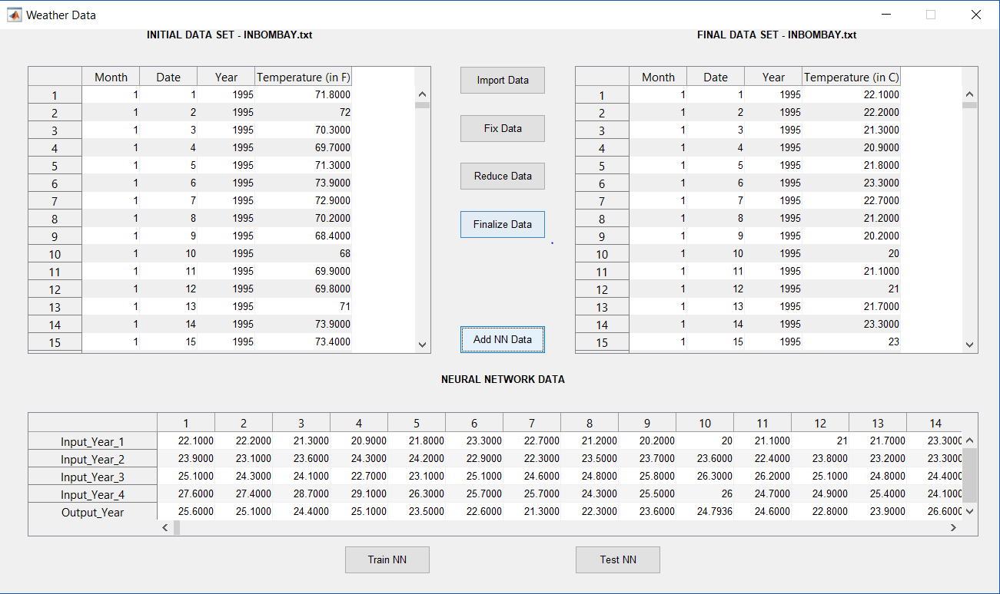 Weather Data
INITIAL DATA SET - INBOMBAY.txt
Month Date Year Temperature (in F)
1 1 1 1995 71.8000
2 1 2 1995 72
3 1 3 1995 70.3000
4 1 4 1995 69.7000
5 1 5 1995 71.3000
6 1 6 1995 73.9000
7 1 7 1995 72.9000
8 1 8 1995 70.2000
9 1 9 1995 68.4000
10 1 10 1995 68
11 1 11 1995 69.9000
12 1 12 1995 69.8000
13 1 13 1995 71
14 1 14 1995 73.9000
15 1 15 1995 73.4000
Import Data
Fix Data
Reduce Data
Finalize Data
Add NN Data
FINAL DATA SET - INBOMBAY.txt
Month Date Year Temperature (in C)
1 1 1 1995 22.1000
2 1 2 1995 22.2000
3 1 3 1995 21.3000
4 1 4 1995 20.9000
5 1 5 1995 21.8000
6 1 6 1995 23.3000
7 1 7 1995 22.7000
8 1 8 1995 21.2000
9 1 9 1995 20.2000
10 1 10 1995 20
11 1 11 1995 21.1000
12 1 12 1995 21
13 1 13 1995 21.7000
14 1 14 1995 23.3000
15 1 15 1995 23
NEURAL NETWORK DATA
1 2 3 4 5 6 7 8 9 10 11 12 13 14
Input_Year_1 22.1000 22.2000 21.3000 20.9000 21.8000 23.3000 22.7000 21.2000 20.2000 20 21.1000 21 21.7000 23.3000
Input_Year_2 23.9000 23.1000 23.6000 24.3000 24.2000 22.9000 22.3000 23.5000 23.7000 23.6000 22.4000 23.8000 23.2000 23.3000
Input_Year_3 25.1000 24.3000 24.1000 22.7000 23.1000 25.1000 24.6000 24.8000 25.8000 26.3000 26.2000 25.1000 24.8000 24.4000
Input_Year_4 27.6000 27.4000 28.7000 29.1000 26.3000 25.7000 25.7000 24.3000 25.5000 26 24.7000 24.9000 25.4000 24.1000
Output_Year 25.6000 25.1000 24.4000 25.1000 23.5000 22.6000 21.3000 22.3000 23.6000 24.7936 24.6000 22.8000 23.9000 26.6000
Train NN
Test NN